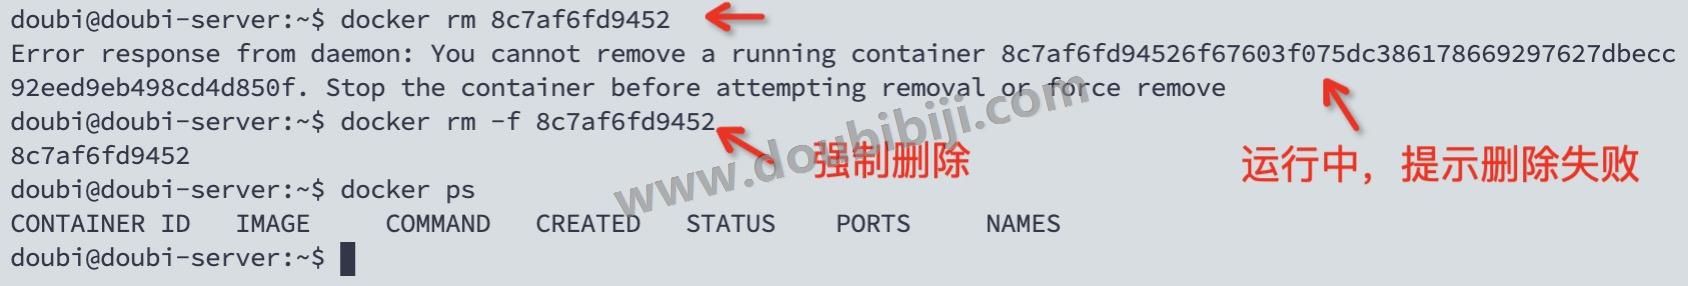 doubi@doubi-server:~$ docker rm 8c7af6fd9452
Error response from daemon: You cannot remove a running container 8c7af6fd94526f67603f075dc386178669297627dbecc
92eed9eb498cd4d850f. Stop the container before attempting removal or force remove
doubi@doubi-server:~$ docker rm -f 8c7af6fd9452
强制删除
运行中，提示删除失败
8c7af6fd9452
doubi@doubi-server:~$ docker ps
CONTAINER ID   IMAGE     COMMAND   CREATED   STATUS    PORTS     NAMES
doubi@doubi-server:~$
www.doubibiji.com